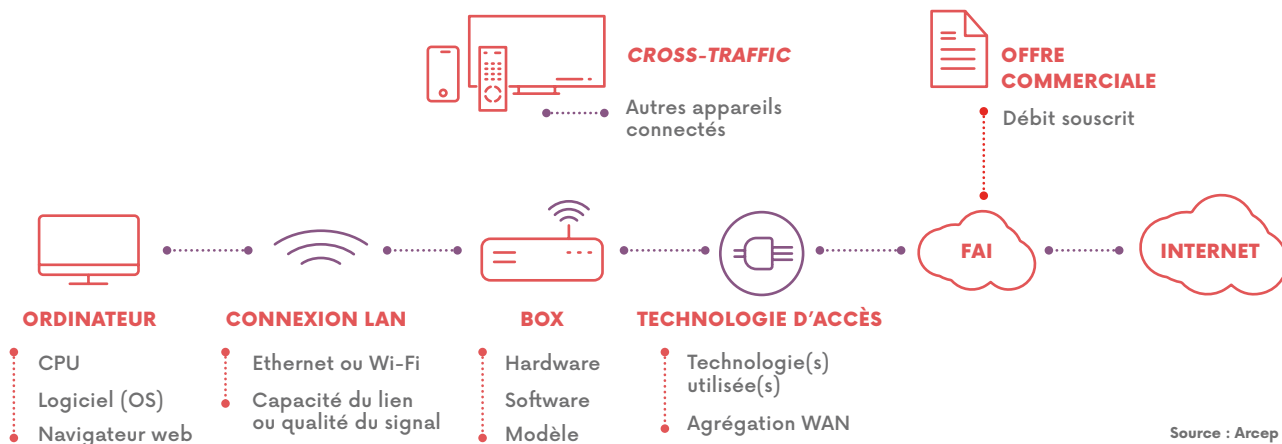 CROSS-TRAFFIC
Autres appareils
connectés
OFFRE
COMMERCIALE
Débit souscrit
FAI
INTERNET
ORDINATEUR
CPU
Logiciel (OS)
Navigateur web
CONNEXION LAN
Ethernet ou Wi-Fi
Capacité du lien
ou qualité du signal
BOX
Hardware
Software
Modèle
TECHNOLOGIE D'ACCÈS
Technologie(s)
utilisée(s)
Agrégation WAN
Source : Arcep